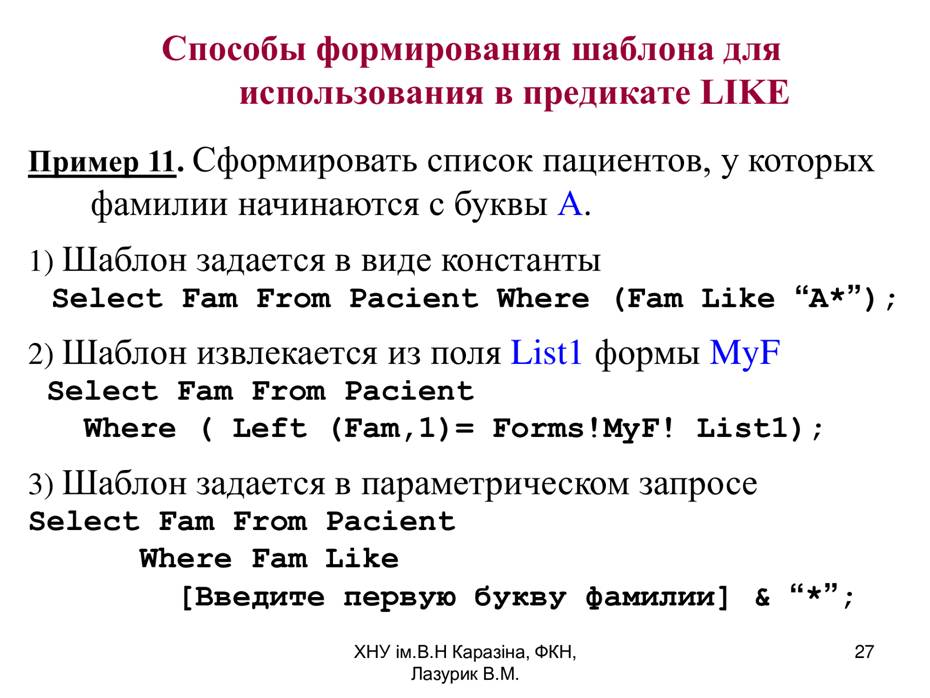 Способы формирования шаблона для
использования в предикате LIKE
Пример 11. Сформировать список пациентов, у которых
фамилии начинаются с буквы А.
1) Шаблон задается в виде константы
Select Fam From Pacient Where (Fam Like “А*”);
2) Шаблон извлекается из поля List1 формы MyF
Select Fam From Pacient
Where ( Left (Fam,1)= Forms!MyF! List1);
3) Шаблон задается в параметрическом запросе
Select Fam From Pacient
Where Fam Like
[Введите первую букву фамилии] & “*”;
ХНУ ім.В.Н Каразіна, ФКН,
Лазурик В.М.
27